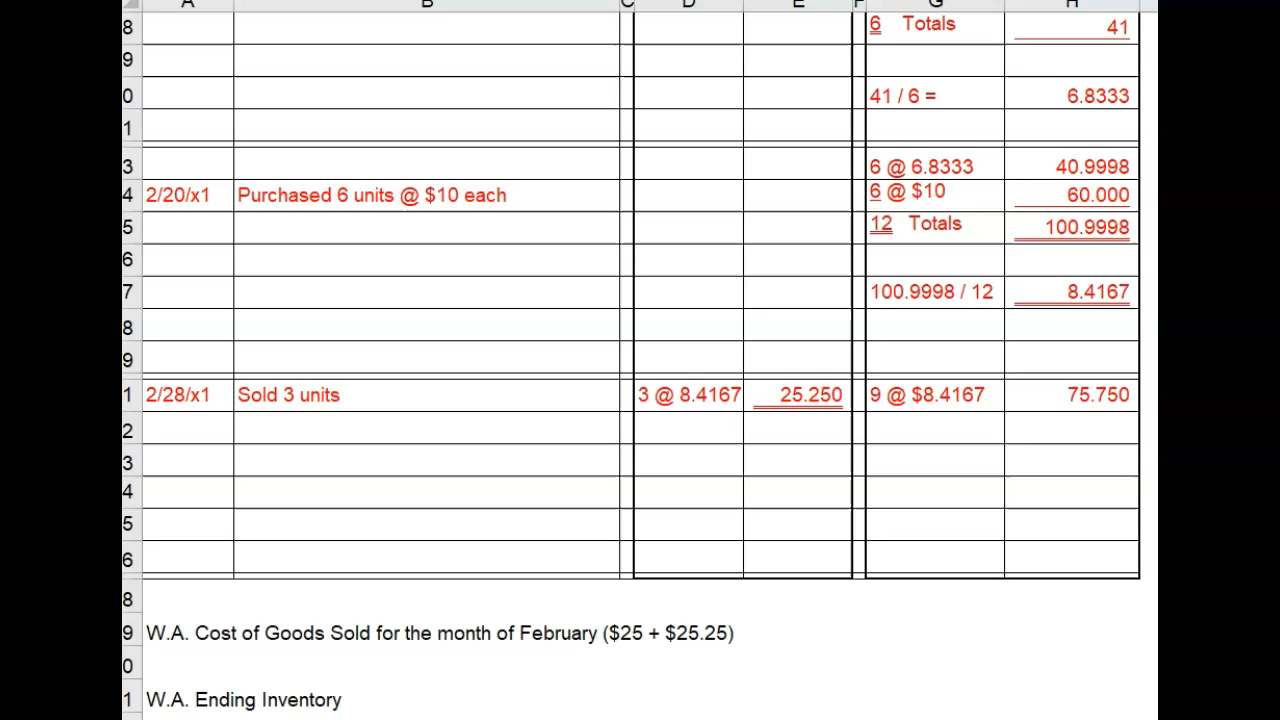 A B C D E F G H
8 6 Totals 41
9
0 41 / 6 = 6.8333
1
3 6 @ 6.8333 40.9998
4 2/20/x1 Purchased 6 units @ $10 each 6 @ $10 60.000
5 12 Totals 100.9998
6
7 100.9998 / 12 8.4167
8
9
1 2/28/x1 Sold 3 units 3 @ 8.4167 25.250 9 @ $8.4167 75.750
2
3
4
5
6
8
9 W.A. Cost of Goods Sold for the month of February ($25 + $25.25)
0
1 W.A. Ending Inventory